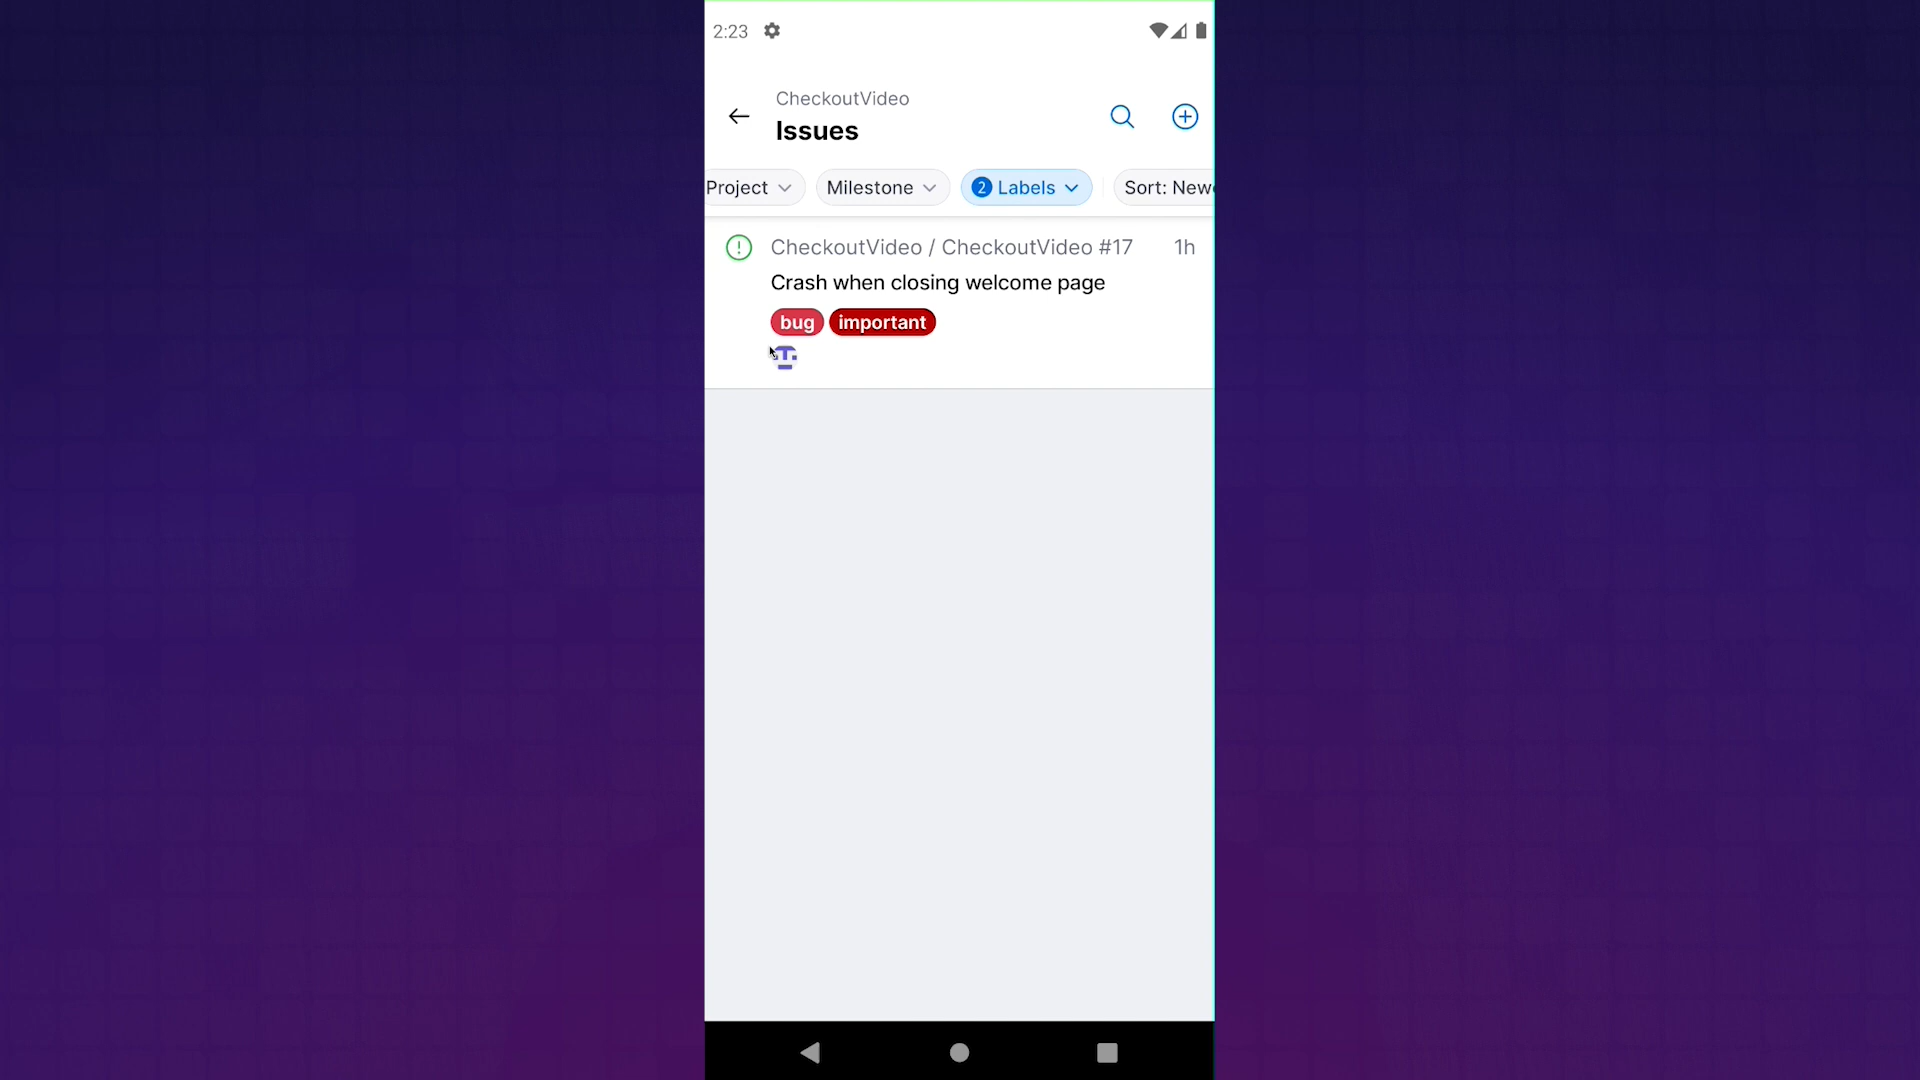 2:23
CheckoutVideo
Issues
Project
Milestone
2 Labels
Sort: New
CheckoutVideo / CheckoutVideo #17 1h
Crash when closing welcome page
bug important